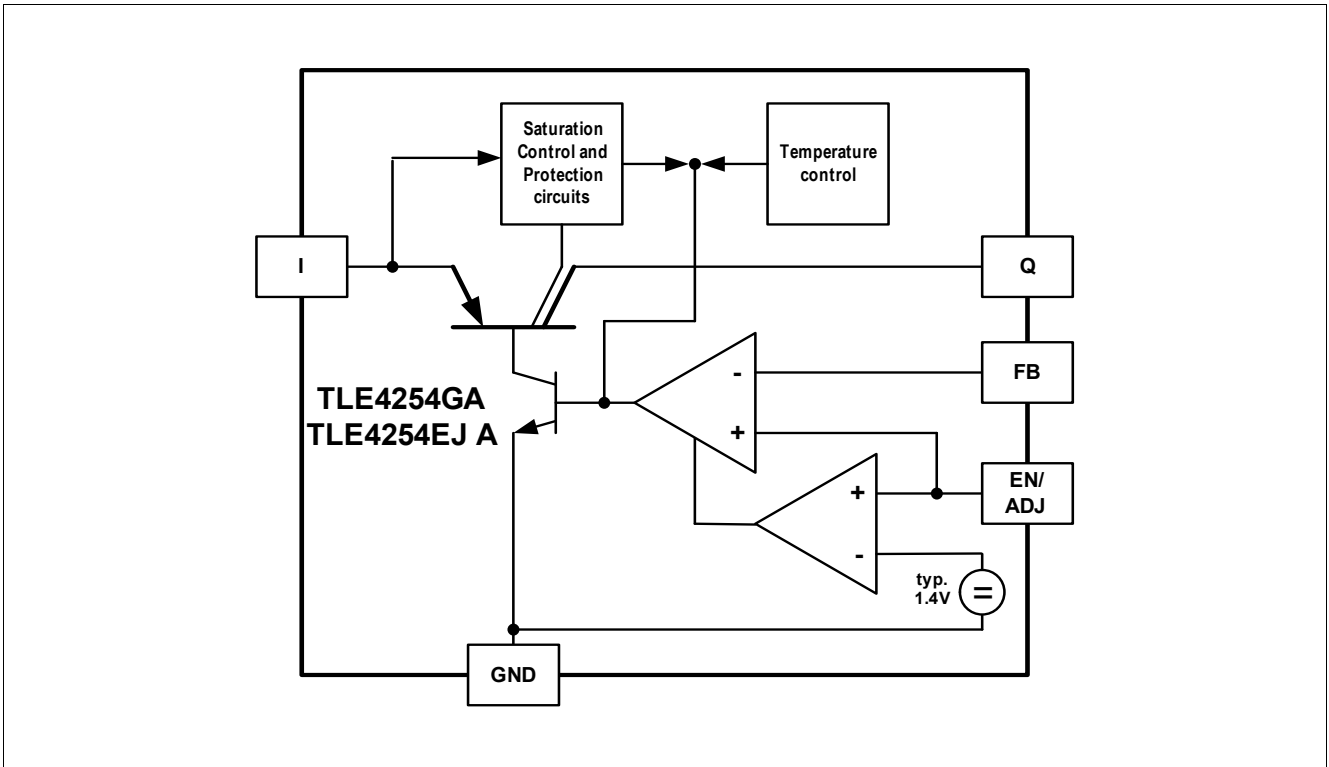 Saturation
Control and
Protection
circuits
Temperature
control
I
Q
FB
-
+
TLE4254GA
TLE4254EJ A
EN/
ADJ
+
-
typ.
1.4V
=
GND